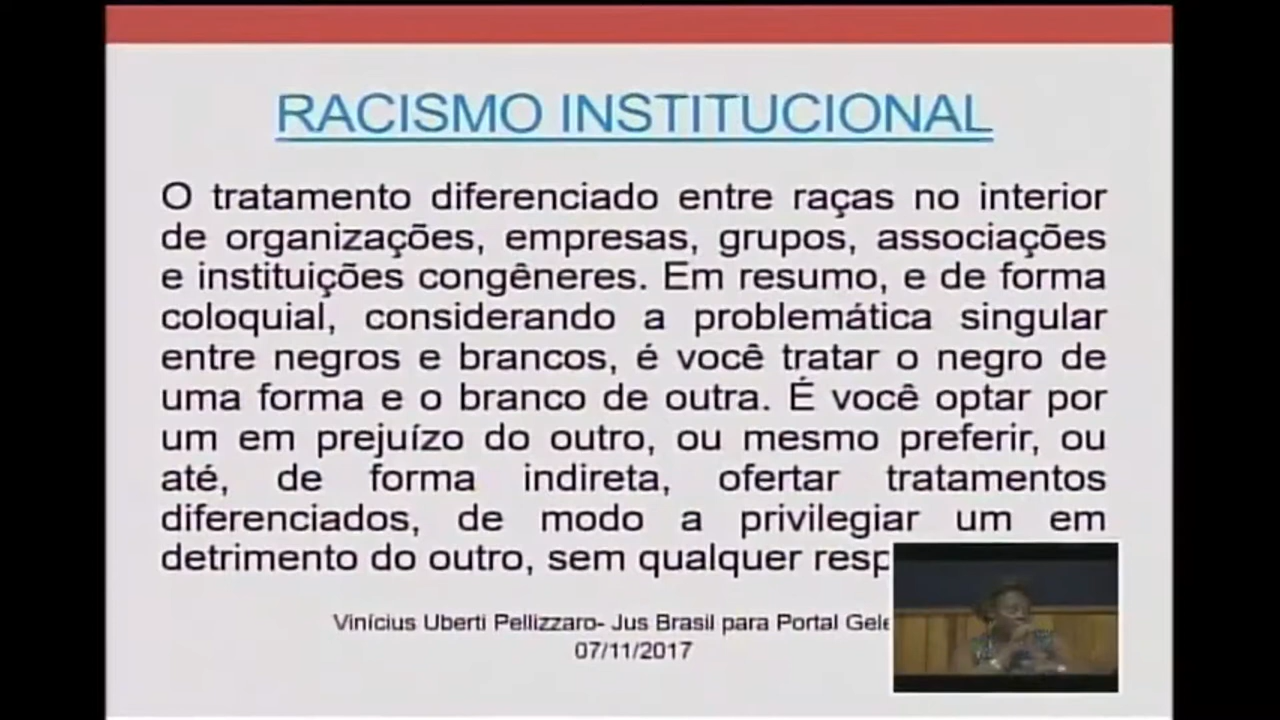 RACISMO INSTITUCIONAL
O tratamento diferenciado entre raças no interior
de organizações, empresas, grupos, associações
e instituições congêneres. Em resumo, e de forma
coloquial, considerando a problemática singular
entre negros e brancos, é você tratar o negro de
uma forma e o branco de outra. É você optar por
um em prejuízo do outro, ou mesmo preferir, ou
até, de forma indireta, ofertar tratamentos
diferenciados, de modo a privilegiar um em
detrimento do outro, sem qualquer
Vinícius Uberti Pellizzaro- Jus Brasil para Portal
07/11/2017